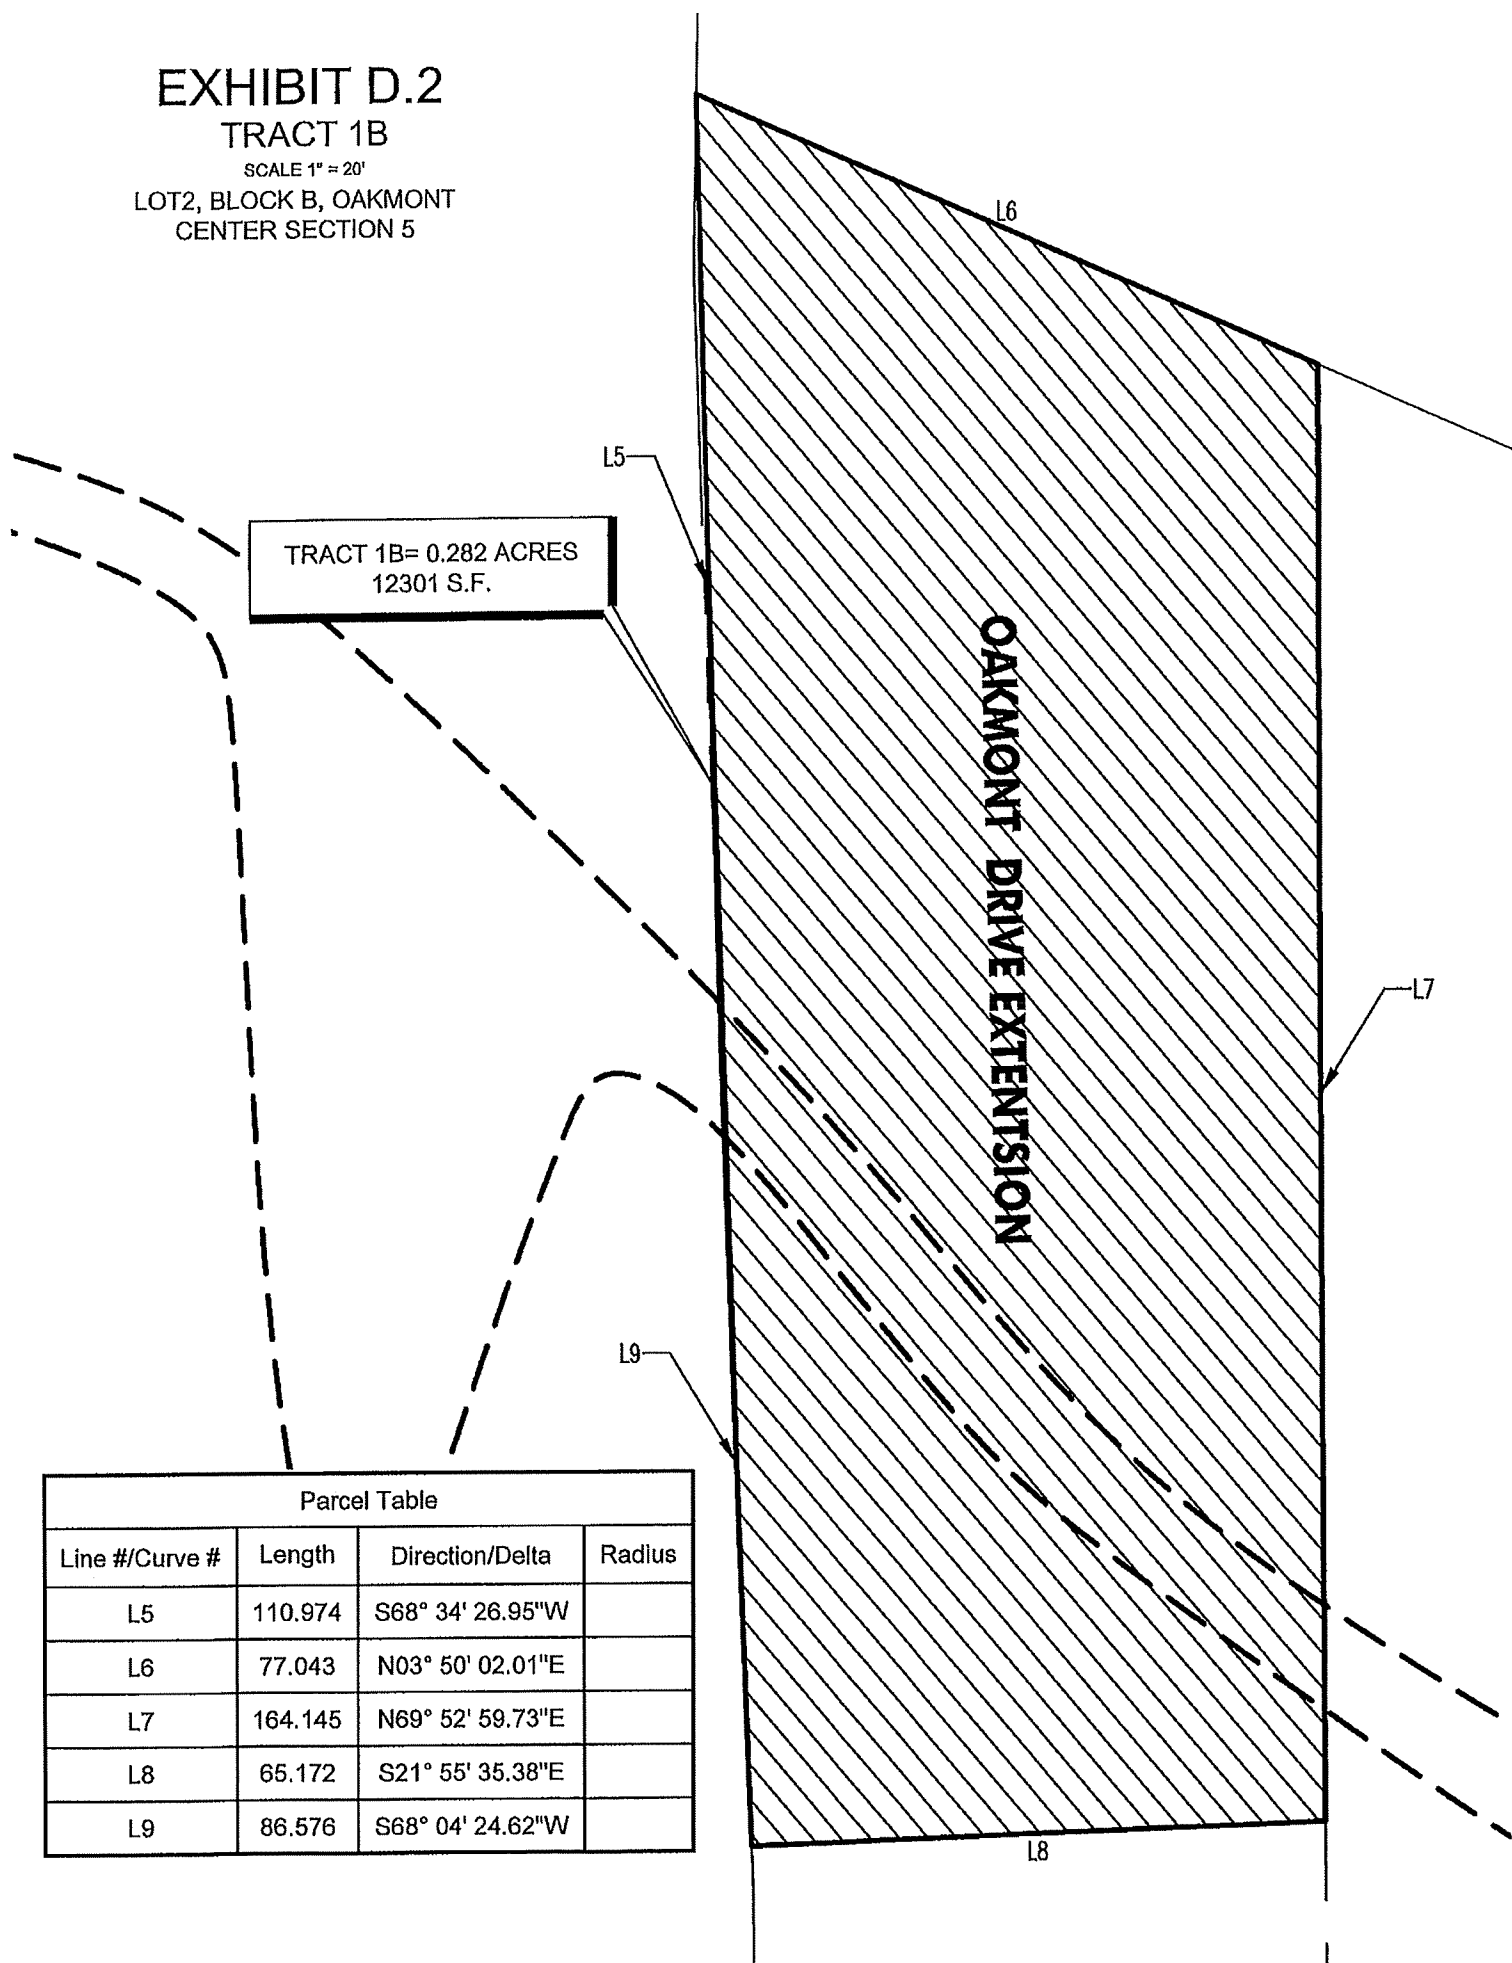 EXHIBIT D.2
TRACT 1B
SCALE 1" = 20'
LOT2, BLOCK B, OAKMONT
CENTER SECTION 5
L6
L5
TRACT 1B= 0.282 ACRES
12301 S.F.
OAKMONT DRIVE EXTENTSION
L7
L9
Parcel Table
Line #/Curve # Length Direction/Delta Radius
L5 110.974 S68° 34' 26.95"W
L6 77.043 N03° 50' 02.01"E
L7 164.145 N69° 52' 59.73"E
L8 65.172 S21° 55' 35.38"E
L9 86.576 S68° 04' 24.62"W
L8